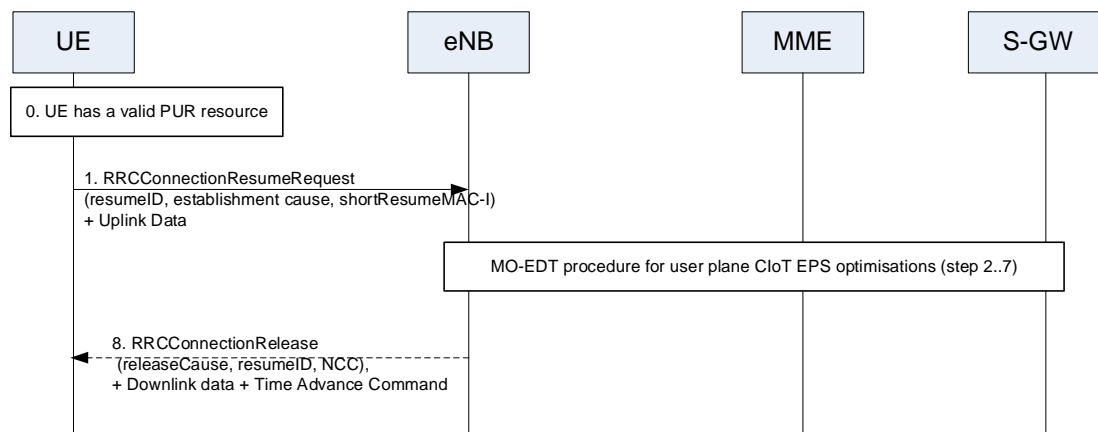 UE
eNB
MME
S-GW
0. UE has a valid PUR resource
1. RRCConnectionResumeRequest
(resumeID, establishment cause, shortResumeMAC-I)
+ Uplink Data
MO-EDT procedure for user plane CIoT EPS optimisations (step 2..7)
8. RRCConnectionRelease
(releaseCause, resumeID, NCC),
+ Downlink data + Time Advance Command